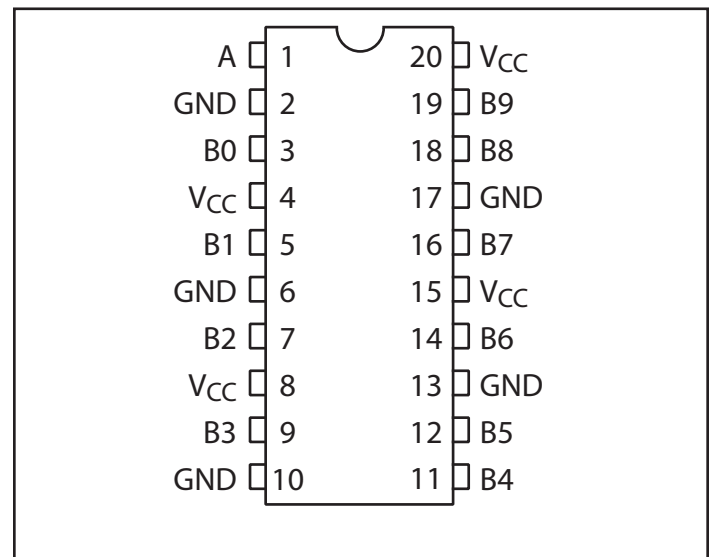 A 1 20 VCC
GND 2 19 B9
B0 3 18 B8
VCC 4 17 GND
B1 5 16 B7
GND 6 15 VCC
B2 7 14 B6
VCC 8 13 GND
B3 9 12 B5
GND 10 11 B4